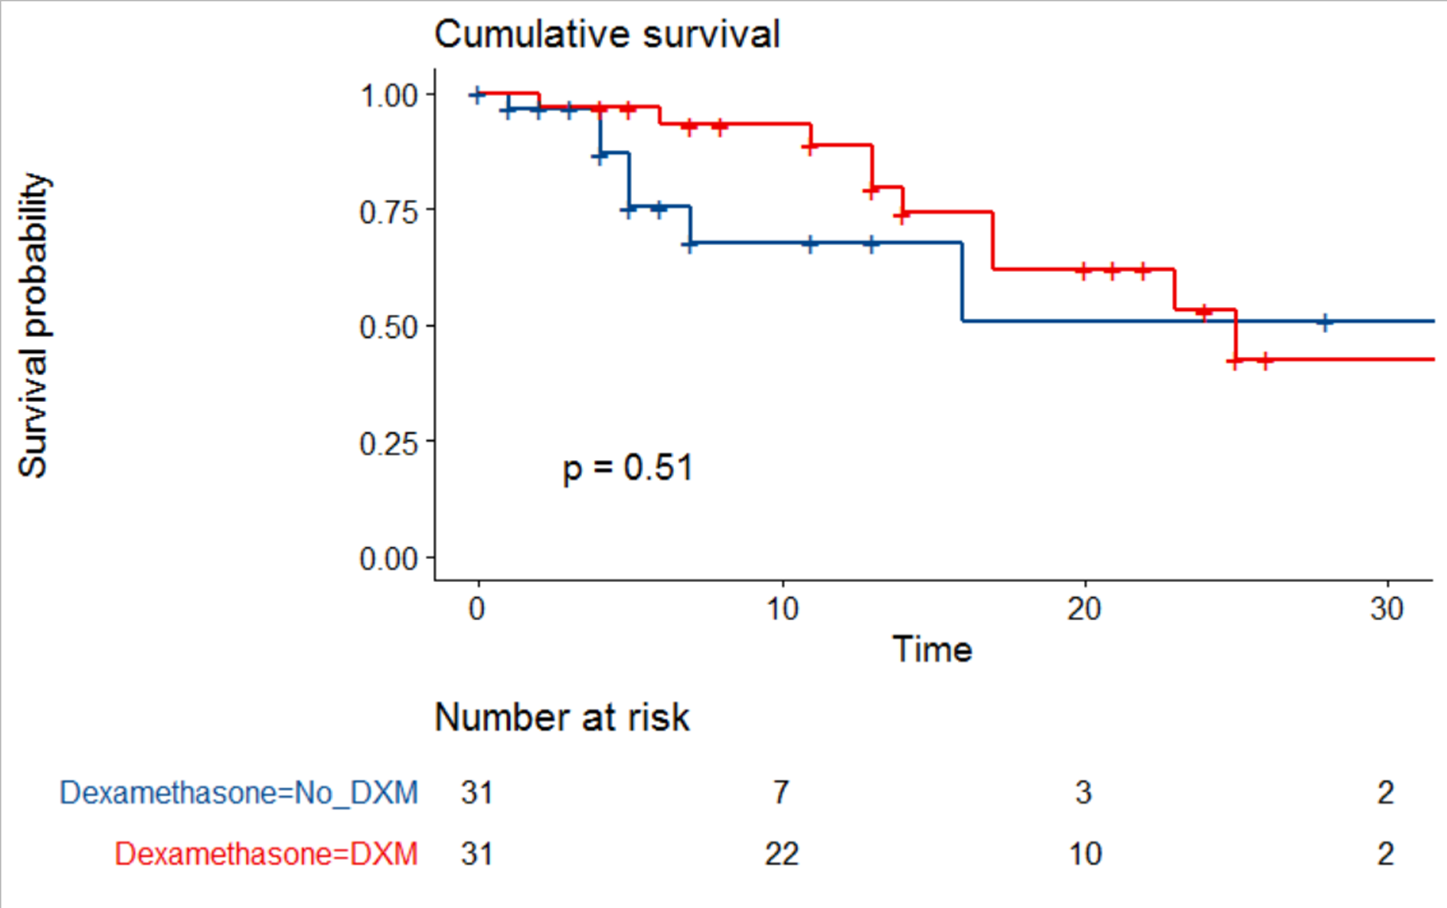 Cumulative survival
Survival probability
1.00
0.75
0.50
0.25
0.00
p = 0.51
0 10 20 30
Time
Number at risk
Dexamethasone=No_DXM 31 7 3 2
Dexamethasone=DXM 31 22 10 2